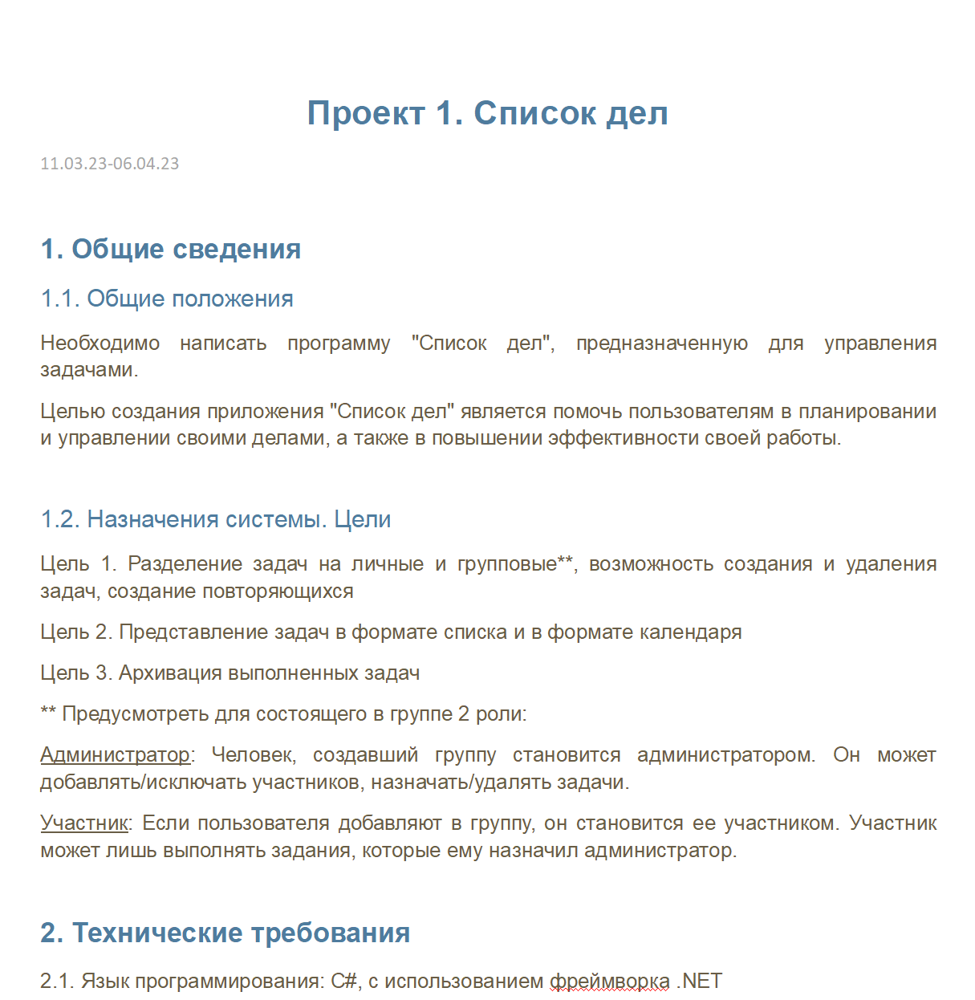 Проект 1. Список дел
11.03.23-06.04.23
1. Общие сведения
1.1. Общие положения
Необходимо написать программу "Список дел", предназначенную для управления
задачами.
Целью создания приложения "Список дел" является помочь пользователям в планировании
и управлении своими делами, а также в повышении эффективности своей работы.
1.2. Назначения системы. Цели
Цель 1. Разделение задач на личные и групповые**, возможность создания и удаления
задач, создание повторяющихся
Цель 2. Представление задач в формате списка и в формате календаря
Цель 3. Архивация выполненных задач
** Предусмотреть для состоящего в группе 2 роли:
Администратор: Человек, создавший группу становится администратором. Он может
добавлять/исключать участников, назначать/удалять задачи.
Участник: Если пользователя добавляют в группу, он становится ее участником. Участник
может лишь выполнять задания, которые ему назначил администратор.
2. Технические требования
2.1. Язык программирования: C#, с использованием фреймворка .NET